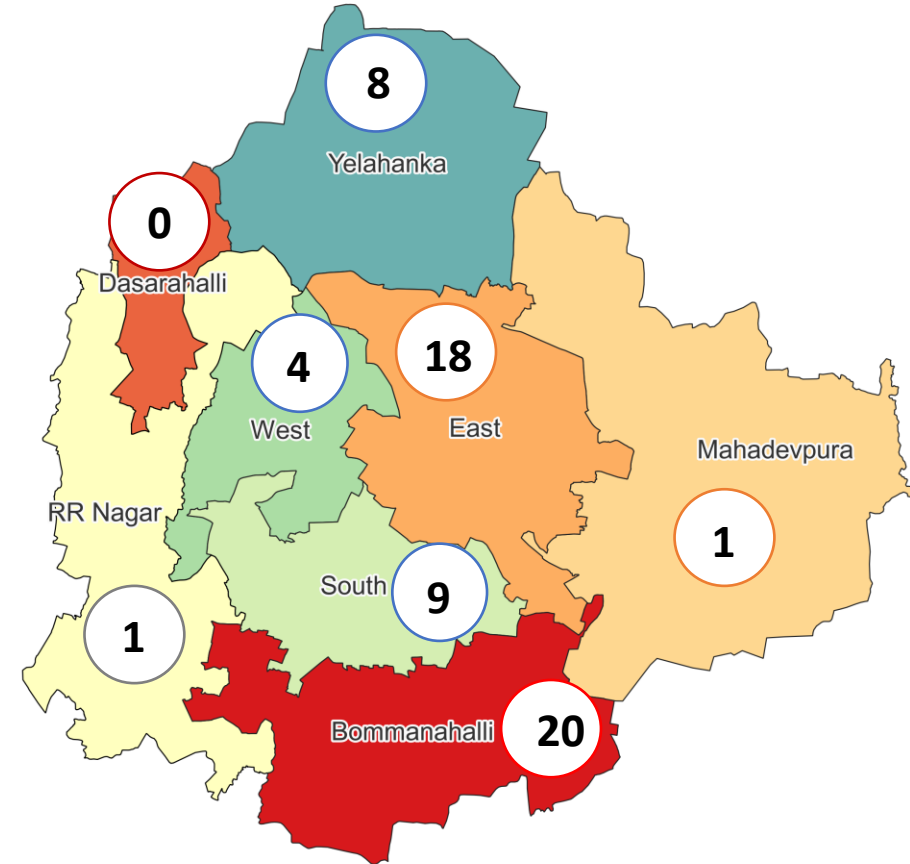 8
Yelahanka
0
Dasarahalli
4
West
18
East
Mahadevpura
1
RR Nagar
South
9
1
Bommanahalli
20